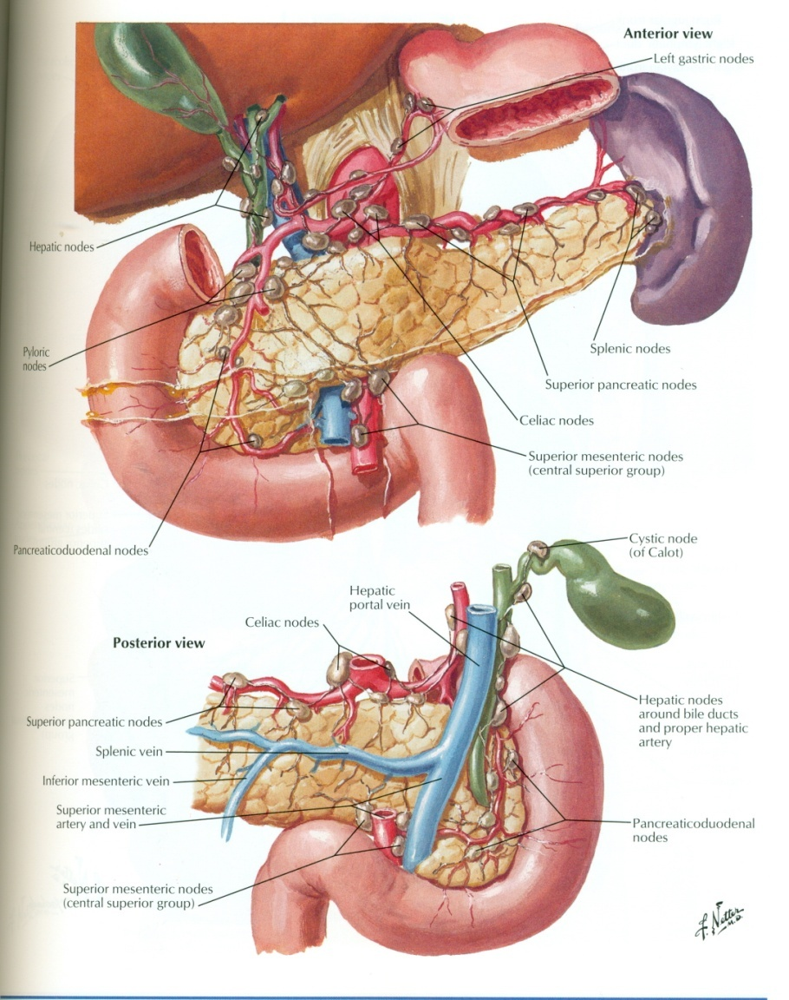 Anterior view
Left gastric nodes
Hepatic nodes
Pyloric
nodes
Splenic nodes
Superior pancreatic nodes
Celiac nodes
Superior mesenteric nodes
(central superior group)
Pancreaticoduodenal nodes
Cystic node
(of Calot)
Hepatic
portal vein
Celiac nodes
Posterior view
Superior pancreatic nodes
Splenic vein
Inferior mesenteric vein
Superior mesenteric
artery and vein
Superior mesenteric nodes
(central superior group)
Hepatic nodes
around bile ducts
and proper hepatic
artery
Pancreaticoduodenal
nodes
F. Netter
M.D.